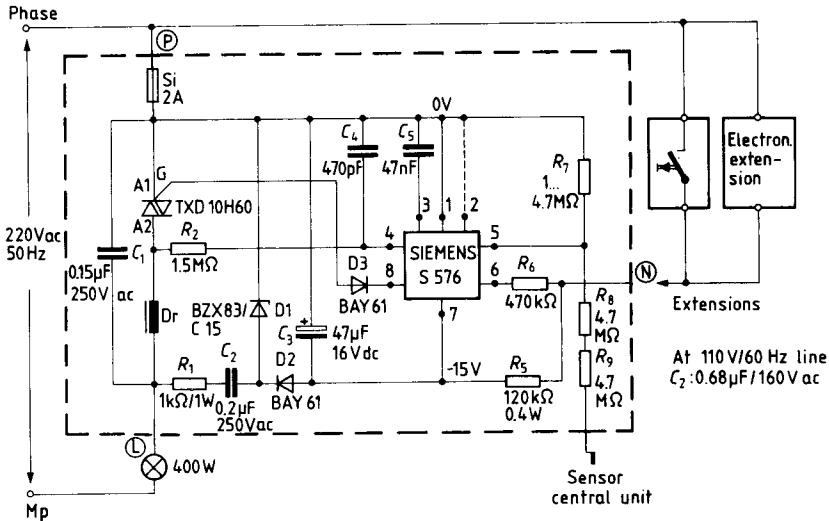 Phase
P
Si
2A
0V
C4
470pF
C5
47nF
R7
1...
4.7MΩ
Electron.
exten-
sion
A1
G
TXD 10H60
A2
3
1
2
220Vac
50Hz
R2
1.5MΩ
4
SIEMENS
S 576
5
C1
0.15µF
250V ac
D3
BAY 61
8
6
R6
470kΩ
N
Extensions
Dr
BZX83/
C 15
D1
C3
+
47µF
16Vdc
7
R8
4.7
MΩ
R1
1kΩ/1W
C2
0.2µF
250Vac
D2
BAY 61
-15V
R5
120kΩ
0.4W
R9
4.7
MΩ
At 110V/60 Hz line
C2:0.68µF/160V ac
L
400W
Sensor
central unit
Mp